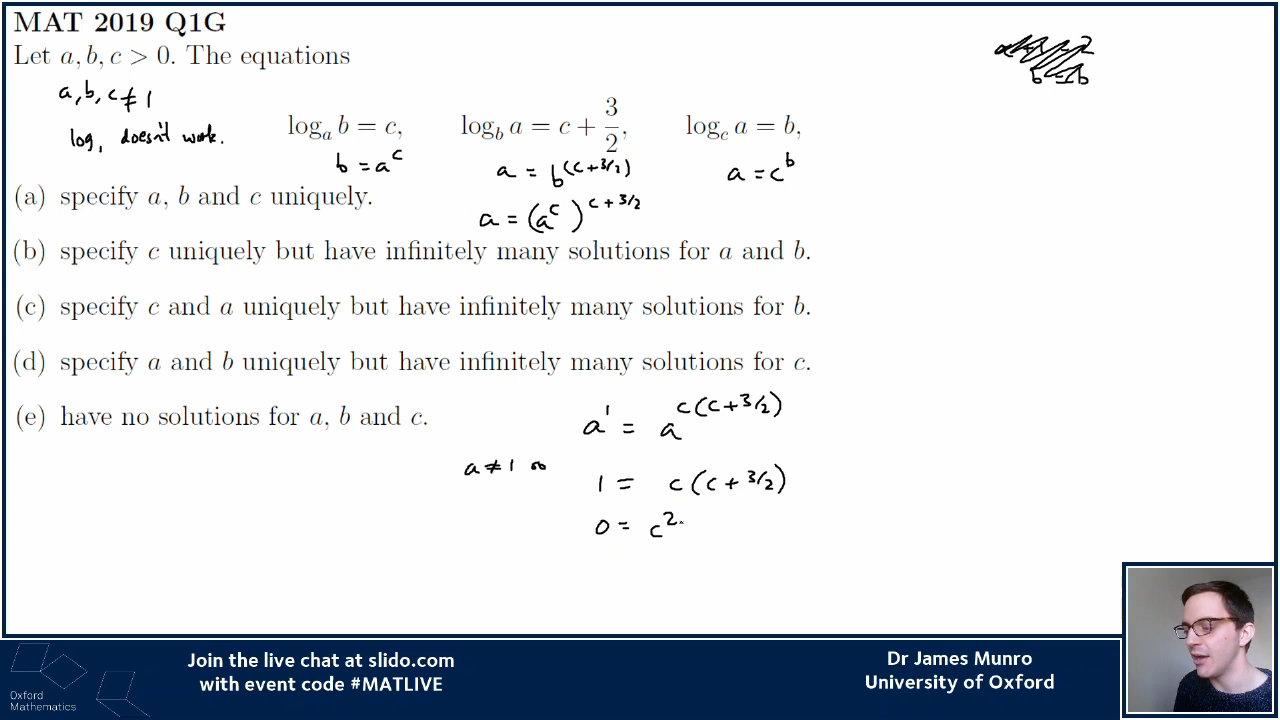 MAT 2019 Q1G
Let a, b, c > 0. The equations
a, b, c ≠ 1
log₁ doesn't work.
logₐ b = c, log_b a = c + 3/2, log_c a = b,
b = a^c a = b^(c+3/2) a = c^b
(a) specify a, b and c uniquely.
a = (a^c)^(c+3/2)
(b) specify c uniquely but have infinitely many solutions for a and b.
(c) specify c and a uniquely but have infinitely many solutions for b.
(d) specify a and b uniquely but have infinitely many solutions for c.
(e) have no solutions for a, b and c.
a¹ = a^(c(c+3/2))
a ≠ 1 so
1 = c(c+3/2)
0 = c²
Oxford
Mathematics
Join the live chat at slido.com
with event code #MATLIVE
Dr James Munro
University of Oxford